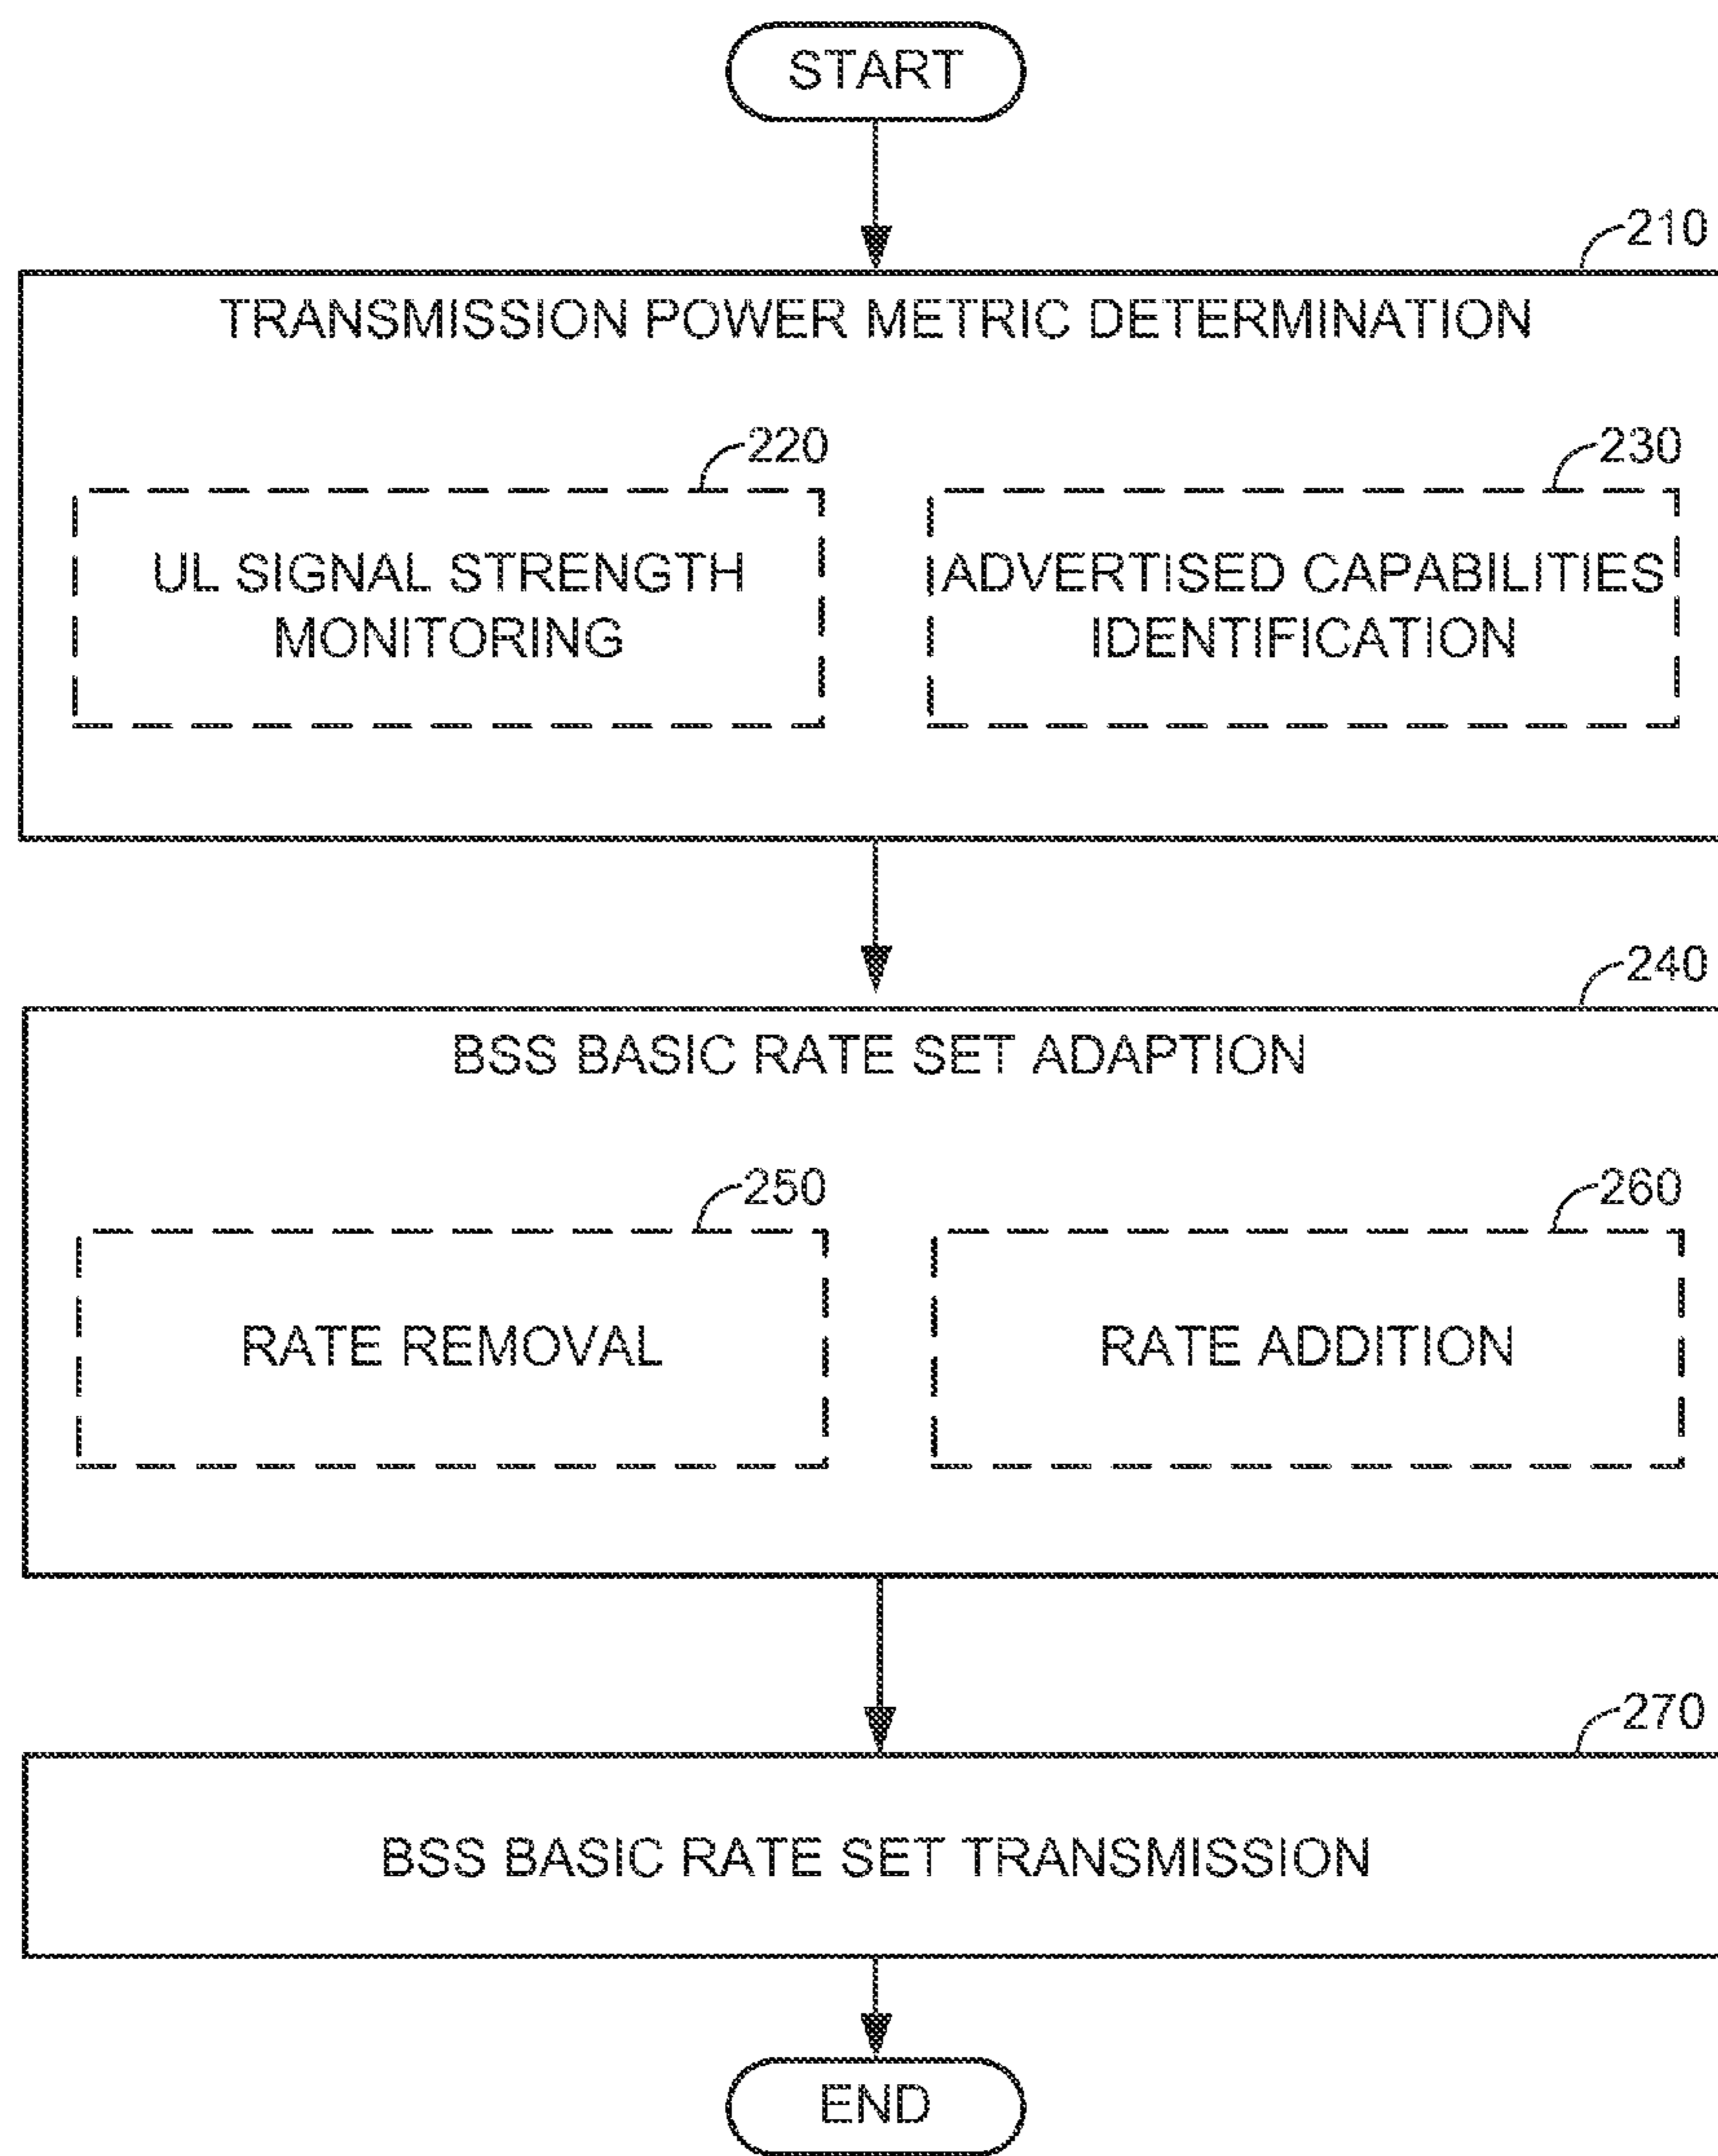 START
210
TRANSMISSION POWER METRIC DETERMINATION
220
230
UL SIGNAL STRENGTH
MONITORING
ADVERTISED CAPABILITIES
IDENTIFICATION
240
BSS BASIC RATE SET ADAPTION
250
260
RATE REMOVAL
RATE ADDITION
270
BSS BASIC RATE SET TRANSMISSION
END